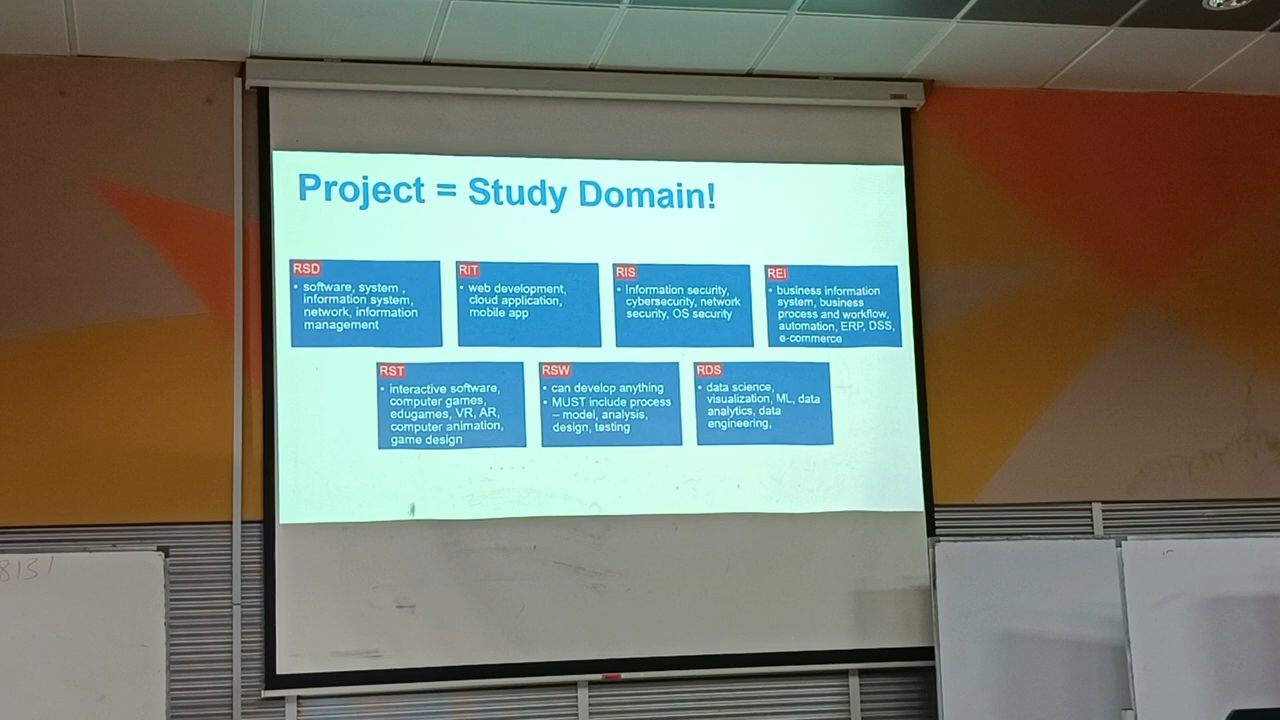 Project = Study Domain!
RSD
• software, system ,
information system,
network, information
management
RIT
• web development,
cloud application,
mobile app
RIS
• Information security,
cybersecurity, network
security, OS security
REI
• business information
system, business
process and workflow,
automation, ERP, DSS,
e-commerce
RST
• interactive software,
computer games,
edugames, VR, AR,
computer animation,
game design
RSW
• can develop anything
• MUST include process
– model, analysis,
design, testing
RDS
• data science,
visualization, ML, data
analytics, data
engineering,
8131